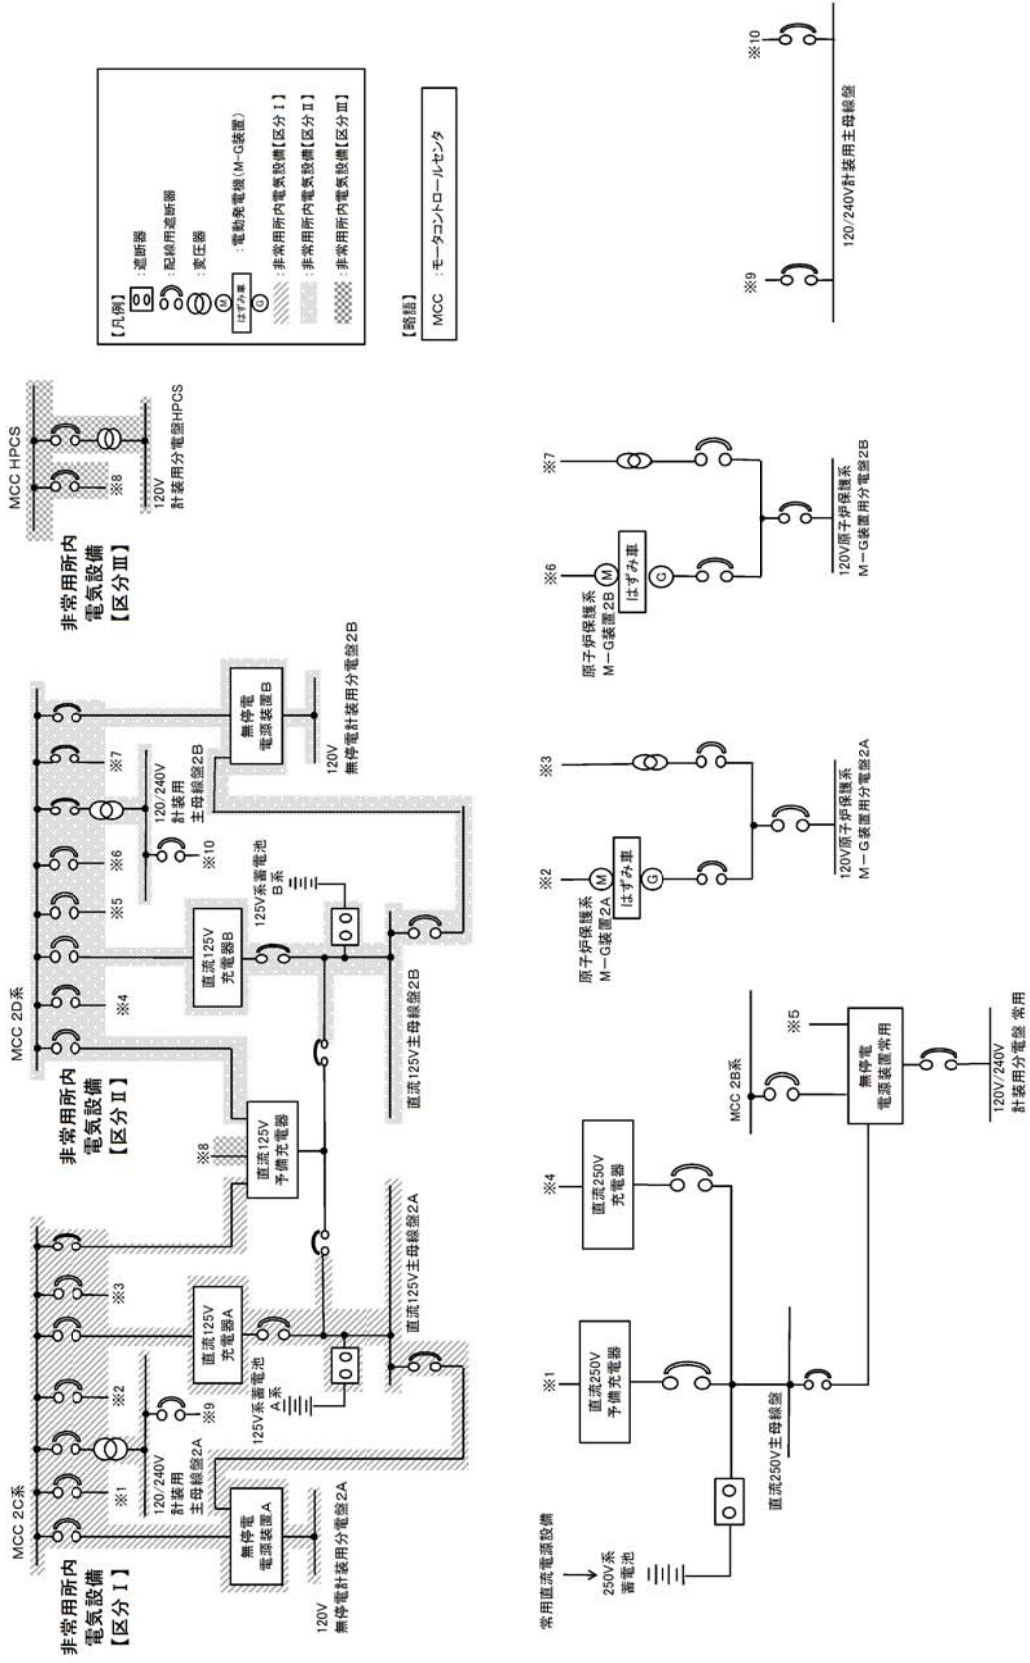 非常用所内
電気設備
【区分Ⅰ】
MCC 2C系
※1
※2
※3
120/240V
計装用
主母線盤2A
※9
無停電
電源装置A
120V
無停電計装用分電盤2A
直流125V
充電器A
125V系蓄電池
A系
直流125V主母線盤2A
※8
直流125V
予備充電器
非常用所内
電気設備
【区分Ⅱ】
MCC 2D系
※4
※5
※6
※7
直流125V
充電器B
125V系蓄電池
B系
120/240V
計装用
主母線盤2B
※10
無停電
電源装置B
120V
無停電計装用分電盤2B
直流125V主母線盤2B
非常用所内
電気設備
【区分Ⅲ】
MCC HPCS
※8
120V
計装用分電盤HPCS
【凡例】
:遮断器
:配線用遮断器
:変圧器
M
はずみ車
G
:電動発電機(M-G装置)
:非常用所内電気設備【区分Ⅰ】
:非常用所内電気設備【区分Ⅱ】
:非常用所内電気設備【区分Ⅲ】
【略語】
MCC :モータコントロールセンタ
常用直流電源設備
250V系
蓄電池
※1
直流250V
予備充電器
※4
直流250V
充電器
直流250V主母線盤
MCC 2B系
※5
無停電
電源装置常用
120V/240V
計装用分電盤 常用
※2
原子炉保護系
M-G装置2A
M
はずみ車
G
※3
120V原子炉保護系
M-G装置用分電盤2A
※6
原子炉保護系
M-G装置2B
M
はずみ車
G
※7
120V原子炉保護系
M-G装置用分電盤2B
※9
※10
120/240V計装用主母線盤